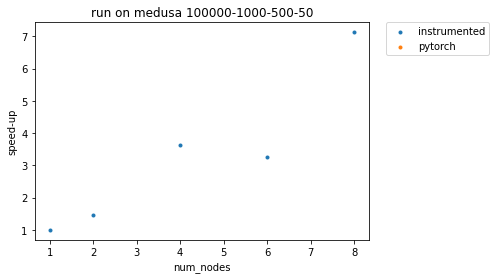 run on medusa 100000-1000-500-50
instrumented
pytorch
7
6
5
4
3
2
1
speed-up
1 2 3 4 5 6 7 8
num_nodes